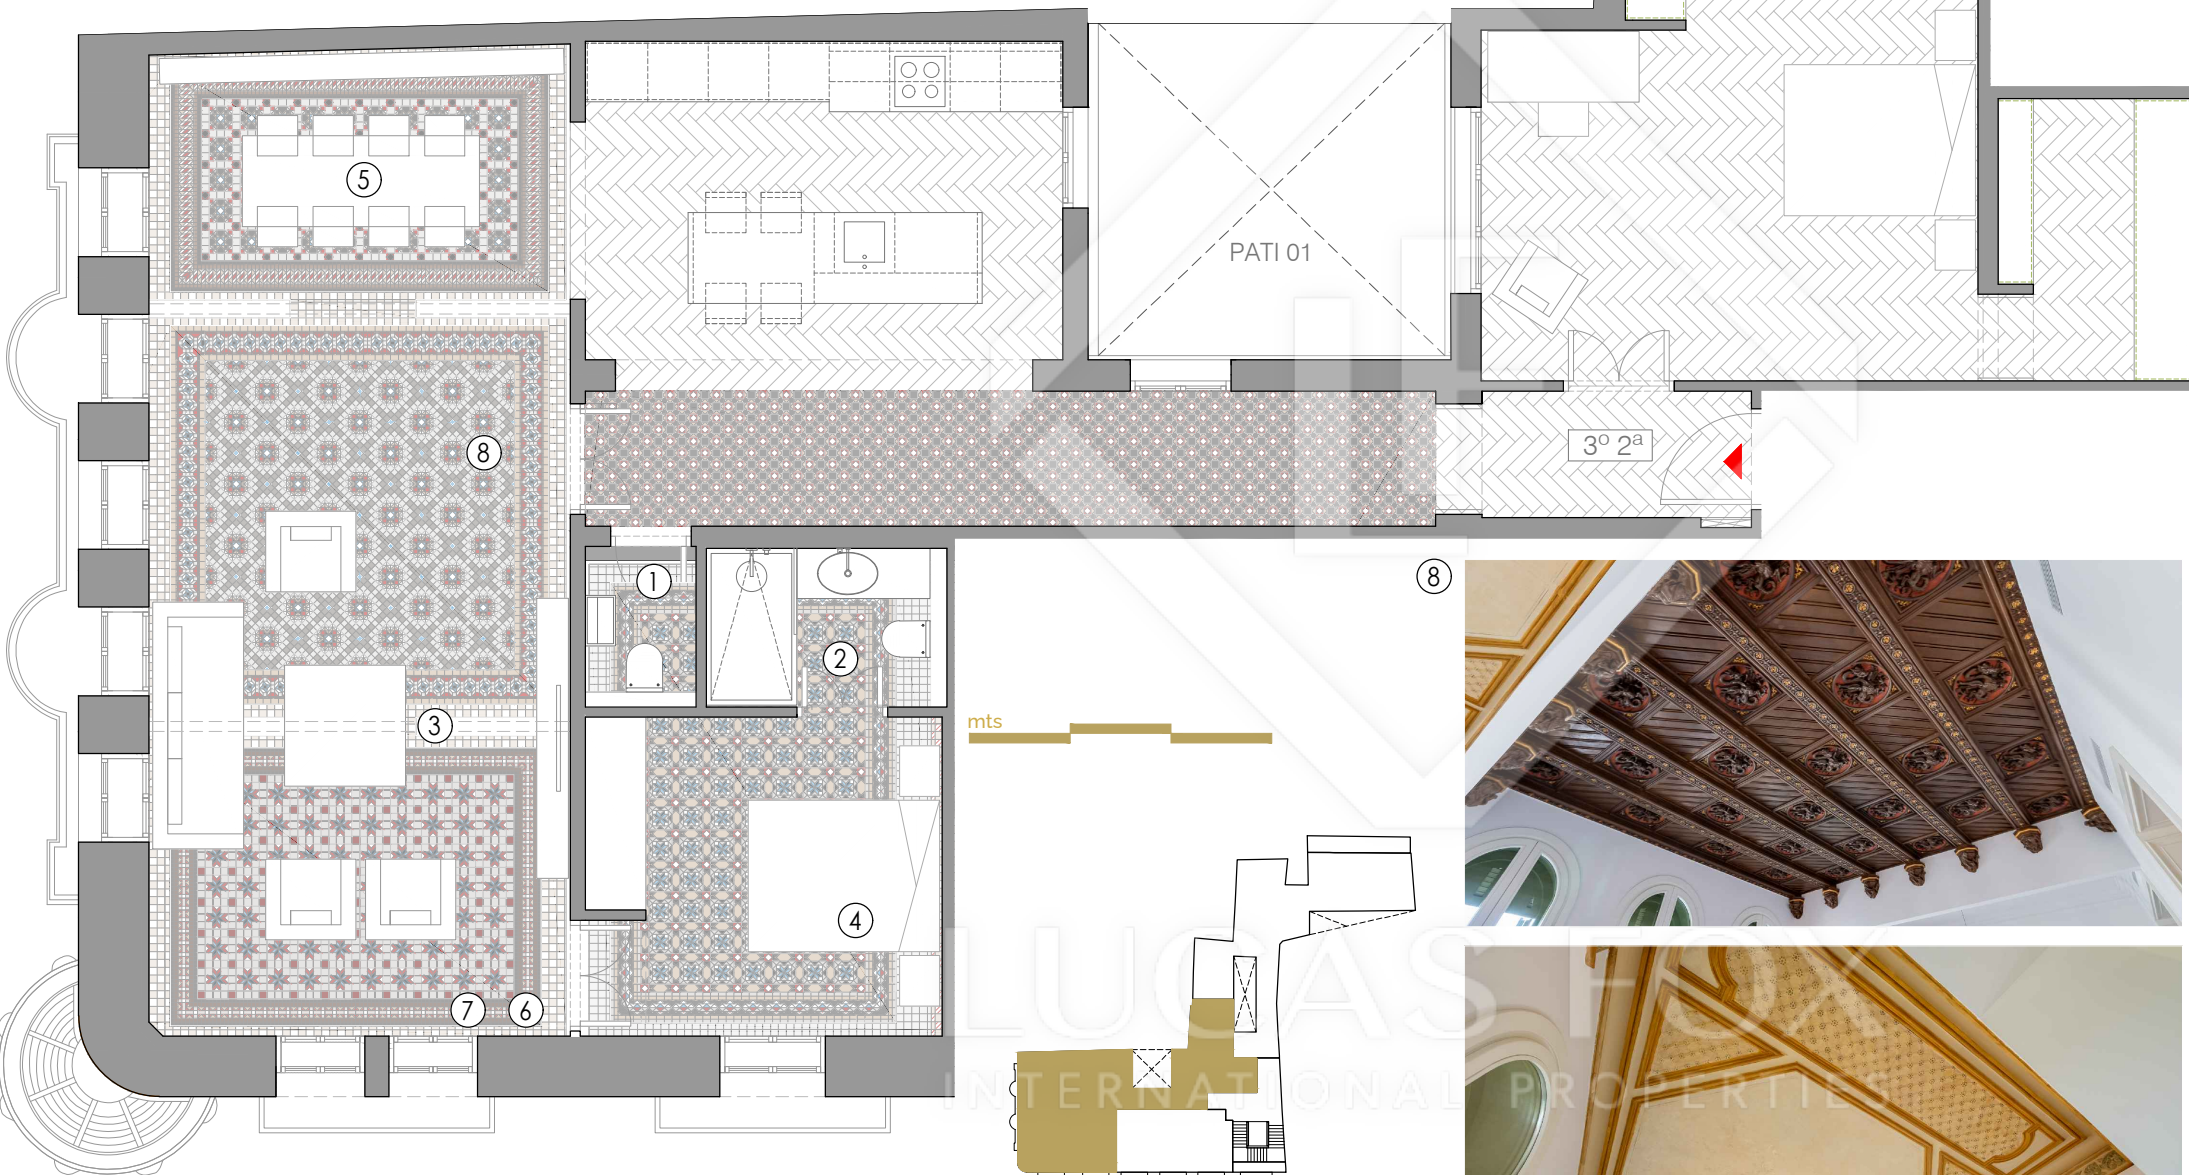 5
PATI 01
8
3º 2ª
1
8
2
3
mts
4
7
6
LUCAS FOX
INTERNATIONAL PROPERTIES